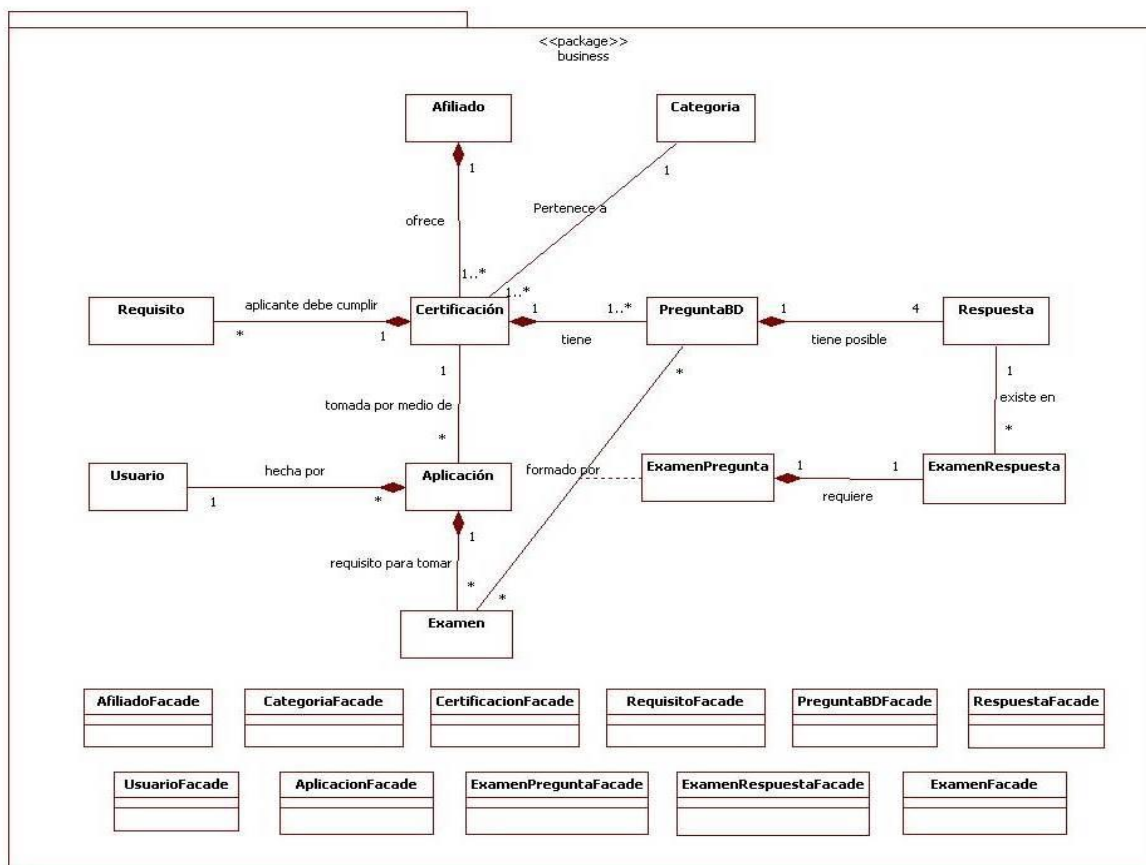 <<package>>
business
Afiliado
Categoria
1
1
ofrece
Pertenece a
1..*
1..*
Requisito
aplicante debe cumplir
*
1
Certificación
1
1..*
tiene
PreguntaBD
1
4
tiene posible
Respuesta
1
*
1
tomada por medio de
existe en
*
*
Usuario
hecha por
1
*
Aplicación
formado por
ExamenPregunta
1
1
requiere
ExamenRespuesta
1
requisito para tomar
*
*
Examen
AfiliadoFacade
CategoriaFacade
CertificacionFacade
RequisitoFacade
PreguntaBDFacade
RespuestaFacade
UsuarioFacade
AplicacionFacade
ExamenPreguntaFacade
ExamenRespuestaFacade
ExamenFacade